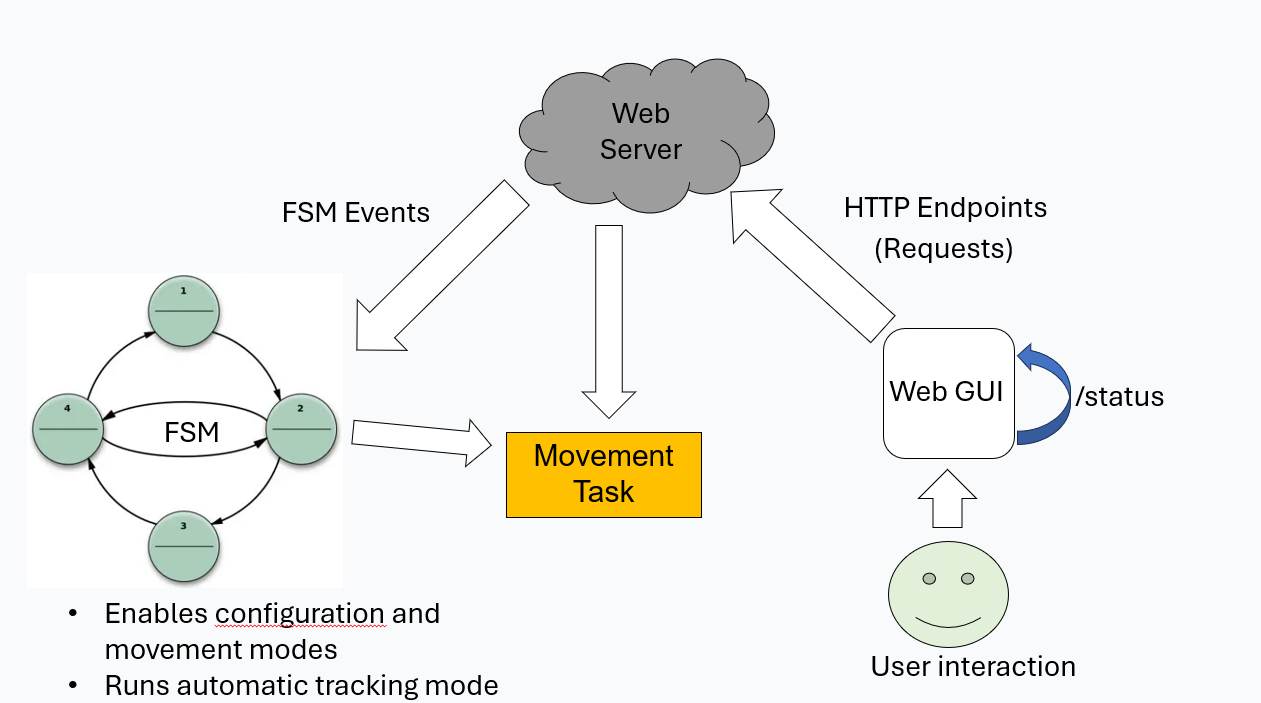 Web
Server
FSM Events
HTTP Endpoints
(Requests)
1
4
FSM
2
3
Movement
Task
Web GUI
/status
• Enables configuration and
movement modes
• Runs automatic tracking mode
User interaction